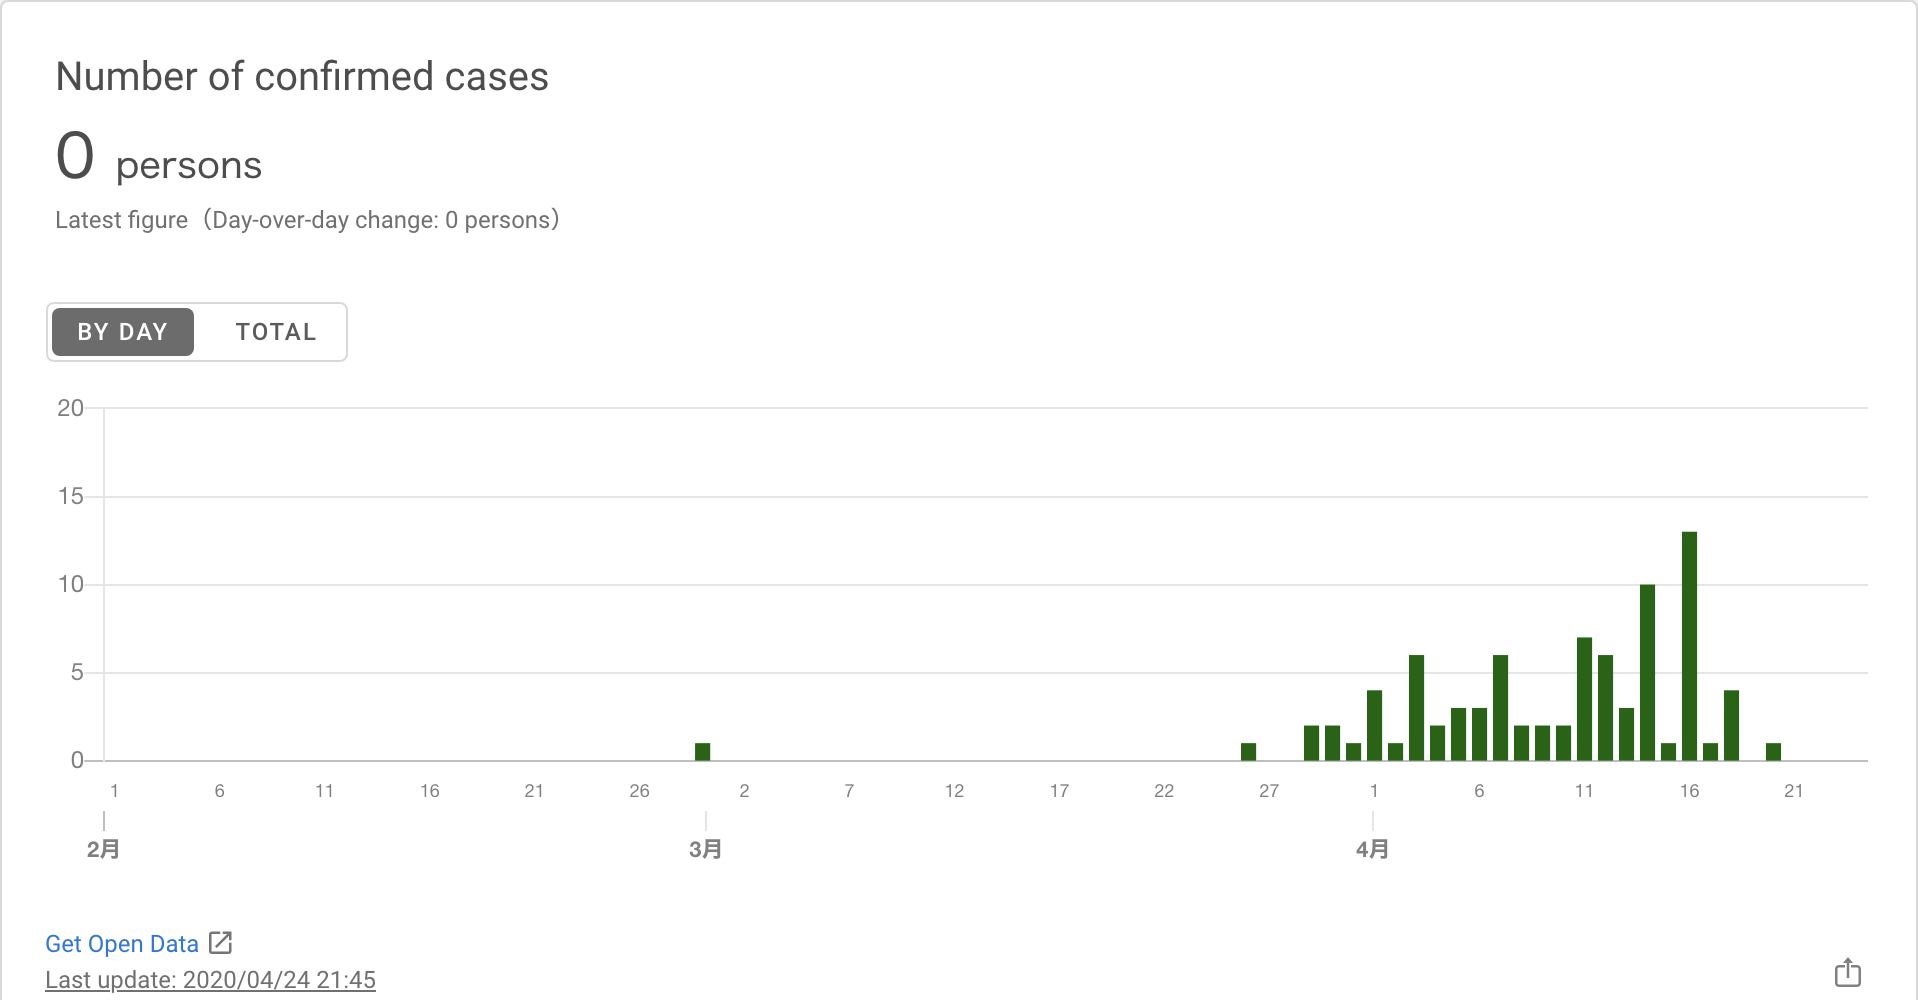 Number of confirmed cases
0 persons
Latest figure（Day-over-day change: 0 persons）
BY DAY TOTAL
20
15
10
5
0
1 6 11 16 21 26 2 7 12 17 22 27 1 6 11 16 21
2月 3月 4月
Get Open Data
Last update: 2020/04/24 21:45